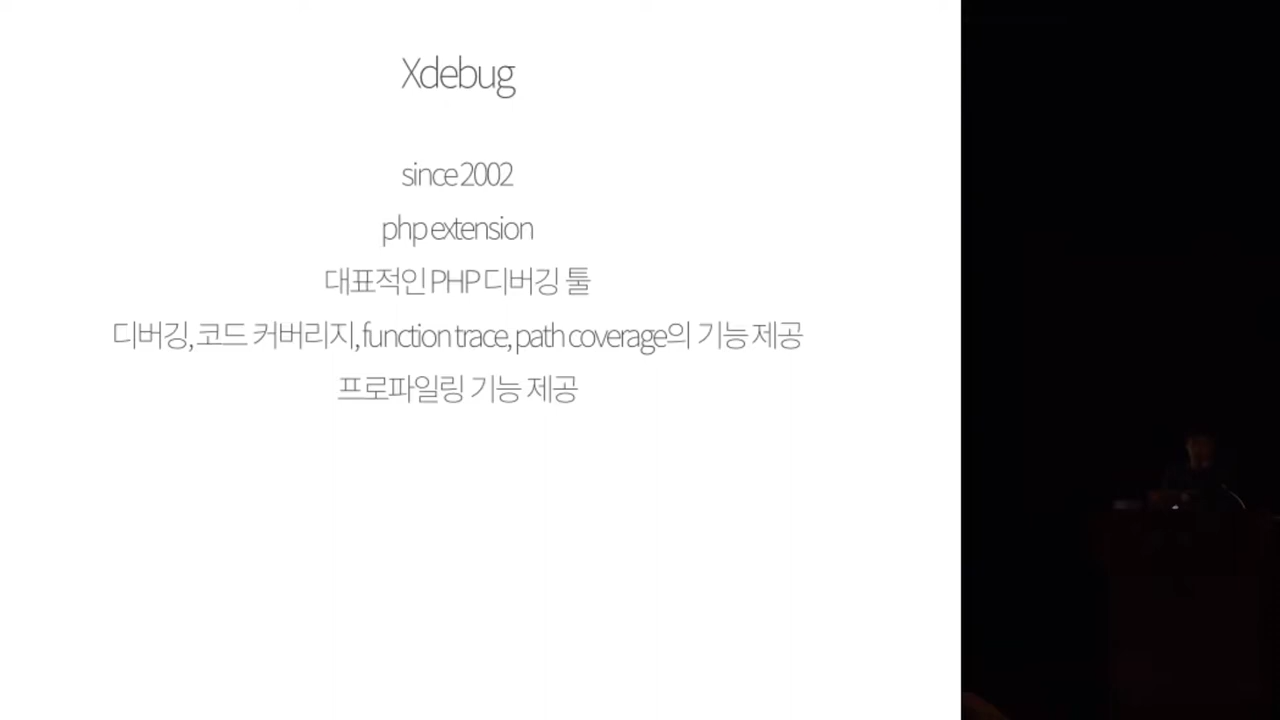 Xdebug
since 2002
php extension
대표적인 PHP 디버깅 툴
디버깅, 코드 커버리지, function trace, path coverage의 기능 제공
프로파일링 기능 제공